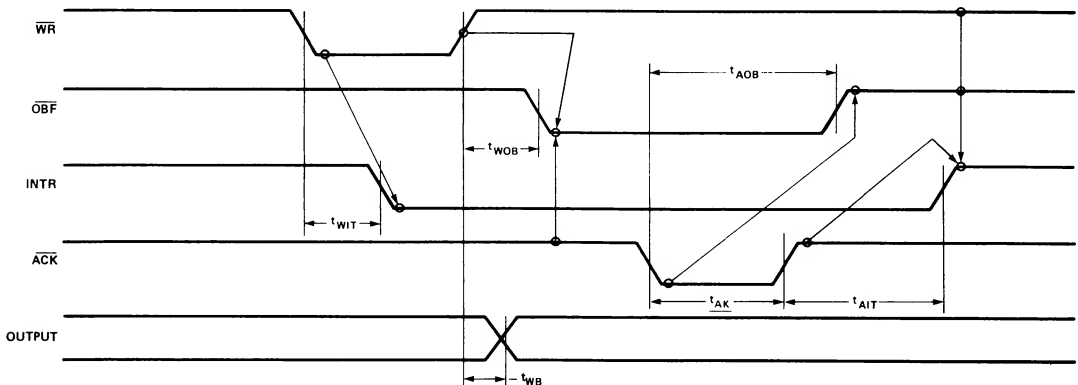 WR
tAOB
OBF
tWOB
INTR
tWIT
ACK
tAK
tAIT
OUTPUT
tWB